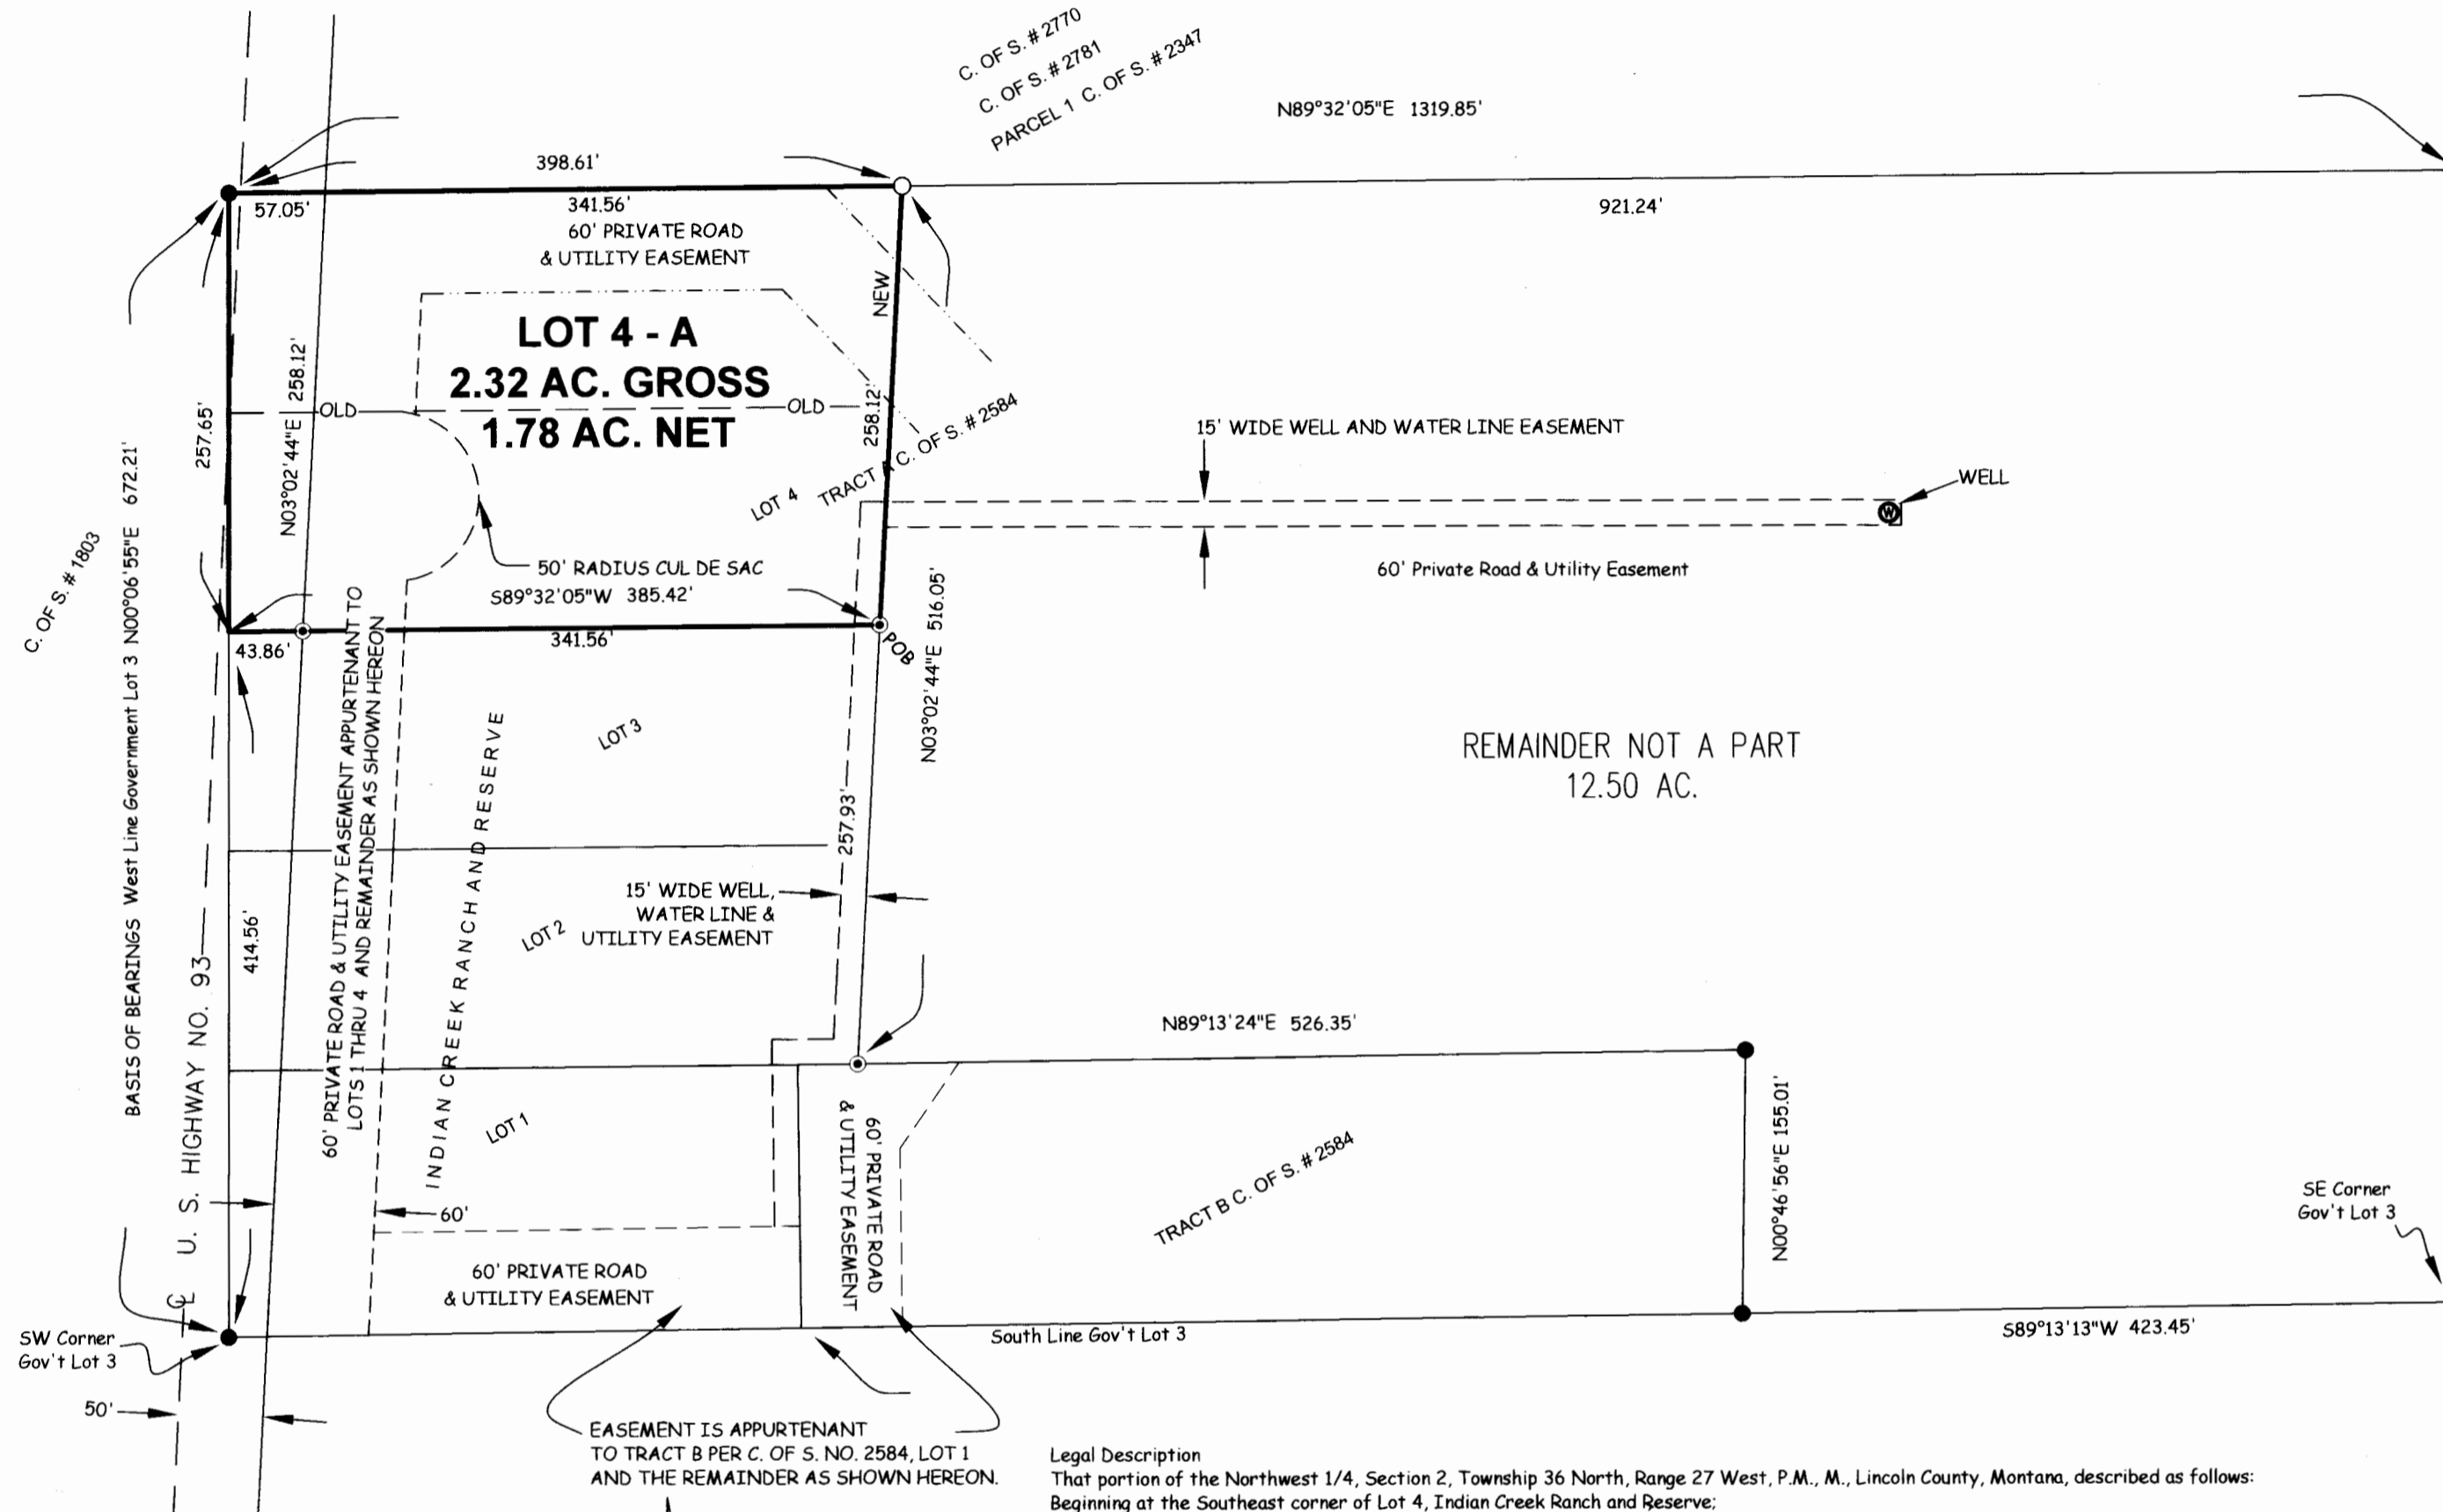 C. OF S. # 2770
C. OF S. # 2781
PARCEL 1 C. OF S. # 2347
N89°32'05"E 1319.85'
398.61'
57.05'
341.56'
921.24'
60' PRIVATE ROAD
& UTILITY EASEMENT
NEW
LOT 4 - A
2.32 AC. GROSS
1.78 AC. NET
OLD
OLD
257.65'
N03°02'44"E 258.12'
258.12'
LOT 4 TRACT A C. OF S. # 2584
15' WIDE WELL AND WATER LINE EASEMENT
WELL
W
60' Private Road & Utility Easement
50' RADIUS CUL DE SAC
S89°32'05"W 385.42'
C. OF S. # 1803
BASIS OF BEARINGS West Line Government Lot 3 N00°06'55"E 672.21'
43.86'
341.56'
POB
N03°02'44"E 516.05'
60' PRIVATE ROAD & UTILITY EASEMENT APPURTENANT TO
LOTS 1 THRU 4 AND REMAINDER AS SHOWN HEREON
INDIAN CREEK RANCH AND RESERVE
LOT 3
REMAINDER NOT A PART
12.50 AC.
257.93'
414.56'
U. S. HIGHWAY NO. 93
15' WIDE WELL,
WATER LINE &
UTILITY EASEMENT
LOT 2
N89°13'24"E 526.35'
LOT 1
60' PRIVATE ROAD
& UTILITY EASEMENT
TRACT B C. OF S. # 2584
N00°46'56"E 155.01'
SE Corner
Gov't Lot 3
60'
60' PRIVATE ROAD
& UTILITY EASEMENT
CL
SW Corner
Gov't Lot 3
South Line Gov't Lot 3
S89°13'13"W 423.45'
50'
EASEMENT IS APPURTENANT
TO TRACT B PER C. OF S. NO. 2584, LOT 1
AND THE REMAINDER AS SHOWN HEREON.
Legal Description
That portion of the Northwest 1/4, Section 2, Township 36 North, Range 27 West, P.M., M., Lincoln County, Montana, described as follows:
Beginning at the Southeast corner of Lot 4, Indian Creek Ranch and Reserve;